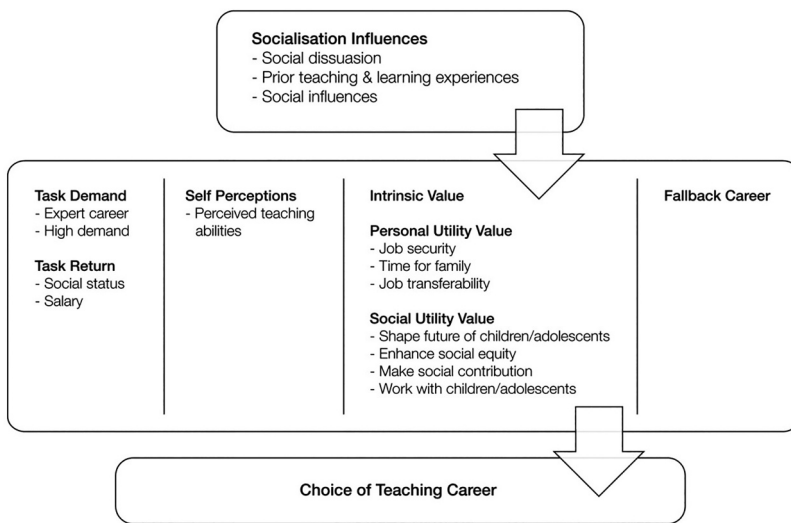 Socialisation Influences
- Social dissuasion
- Prior teaching & learning experiences
- Social influences
Task Demand
- Expert career
- High demand
Task Return
- Social status
- Salary
Self Perceptions
- Perceived teaching
abilities
Intrinsic Value
Personal Utility Value
- Job security
- Time for family
- Job transferability
Social Utility Value
- Shape future of children/adolescents
- Enhance social equity
- Make social contribution
- Work with children/adolescents
Fallback Career
Choice of Teaching Career